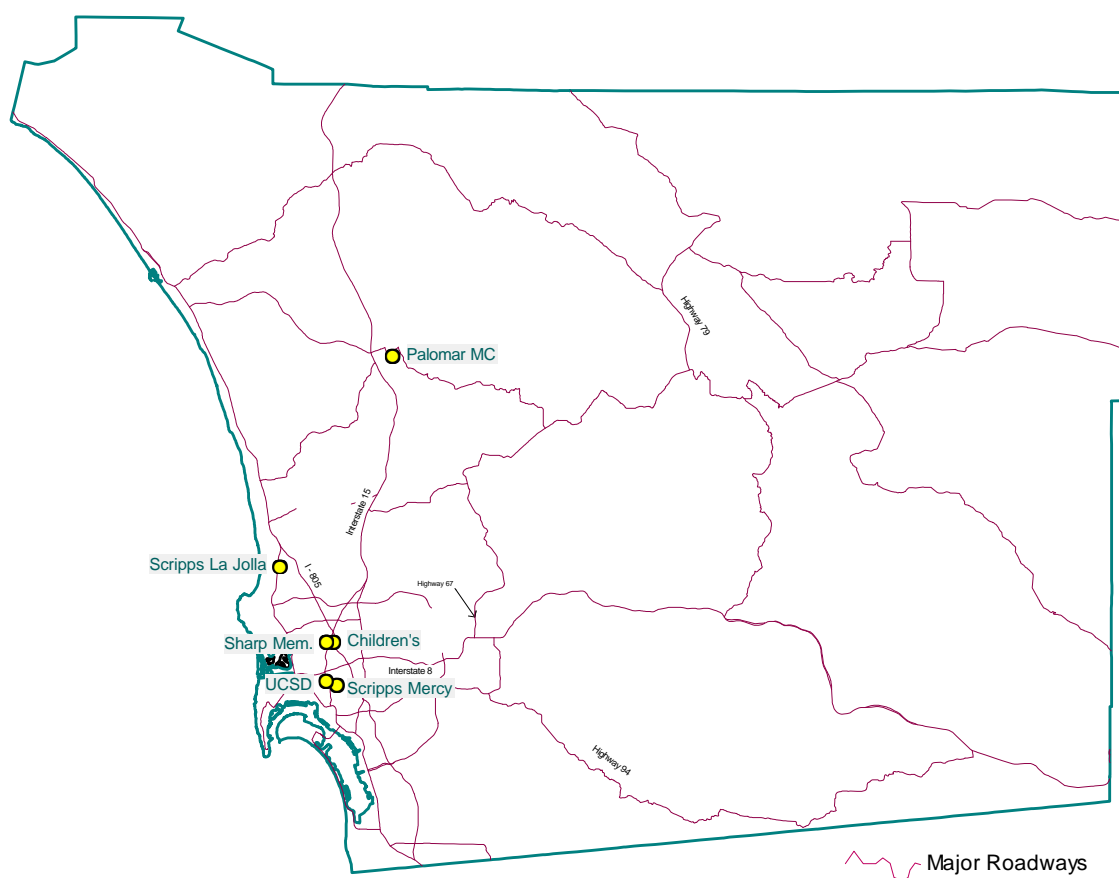 Highway 79
Palomar MC
Interstate 15
Scripps La Jolla
I - 805
Highway 67
Sharp Mem.
Children's
Interstate 8
UCSD
Scripps Mercy
Highway 94
Major Roadways